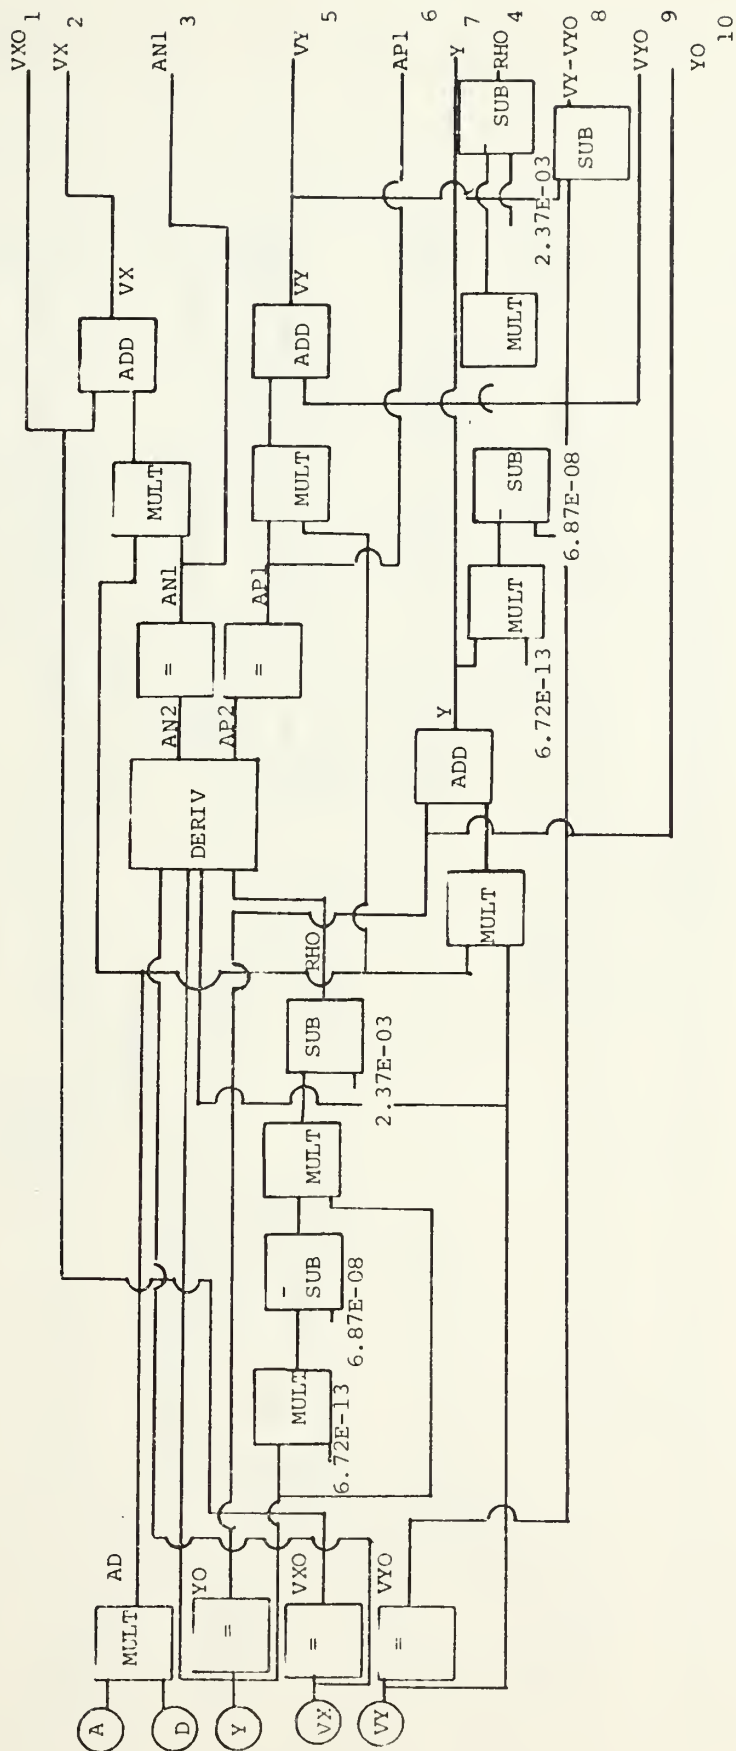 A
D
Y
VX
VY
MULT
AD
=
YO
=
VXO
=
VYO
MULT
6.72E-13
-
SUB
6.87E-08
MULT
SUB
2.37E-03
RHO
DERIV
AN2
AP2
=
=
AN1
AP1
MULT
MULT
ADD
ADD
VX
VY
MULT
ADD
Y
MULT
6.72E-13
-
SUB
6.87E-08
MULT
-
SUB
2.37E-03
SUB
VXO 1
VX 2
AN1 3
VY 5
AP1 6
Y 7
RHO 4
VY-VYO 8
VYO 9
YO 10